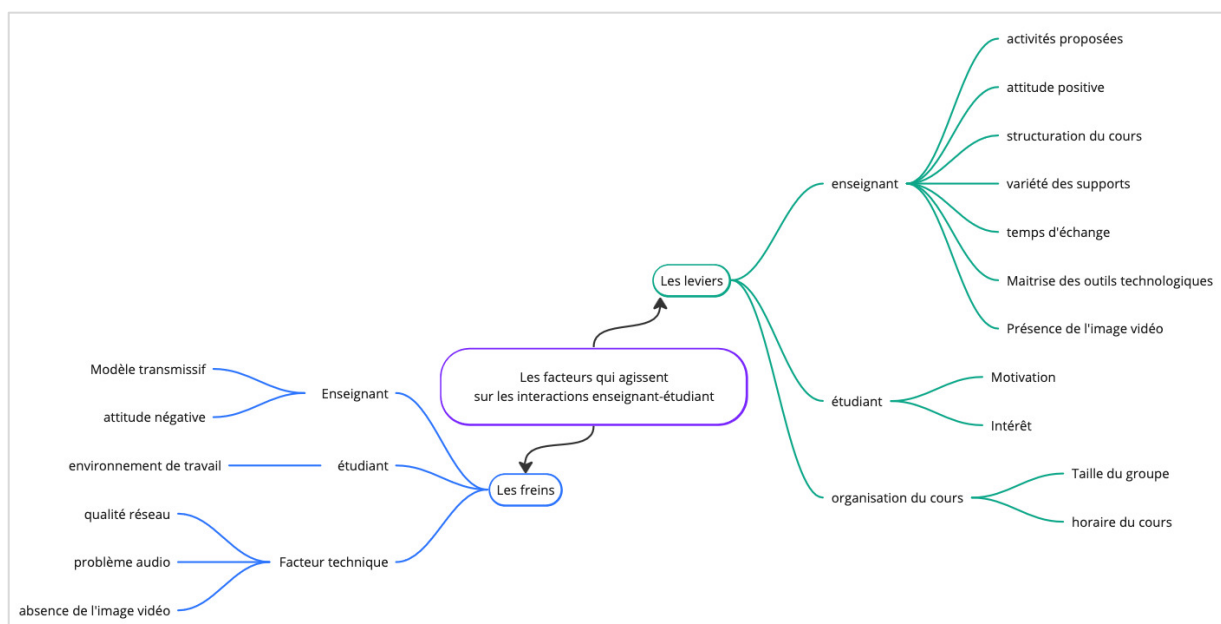 activités proposées
attitude positive
structuration du cours
enseignant
variété des supports
temps d'échange
Les leviers
Maitrise des outils technologiques
Présence de l'image vidéo
Les facteurs qui agissent
sur les interactions enseignant-étudiant
étudiant
Motivation
Intérêt
organisation du cours
Taille du groupe
horaire du cours
Modèle transmissif
Enseignant
attitude négative
environnement de travail
étudiant
Les freins
qualité réseau
problème audio
Facteur technique
absence de l'image vidéo